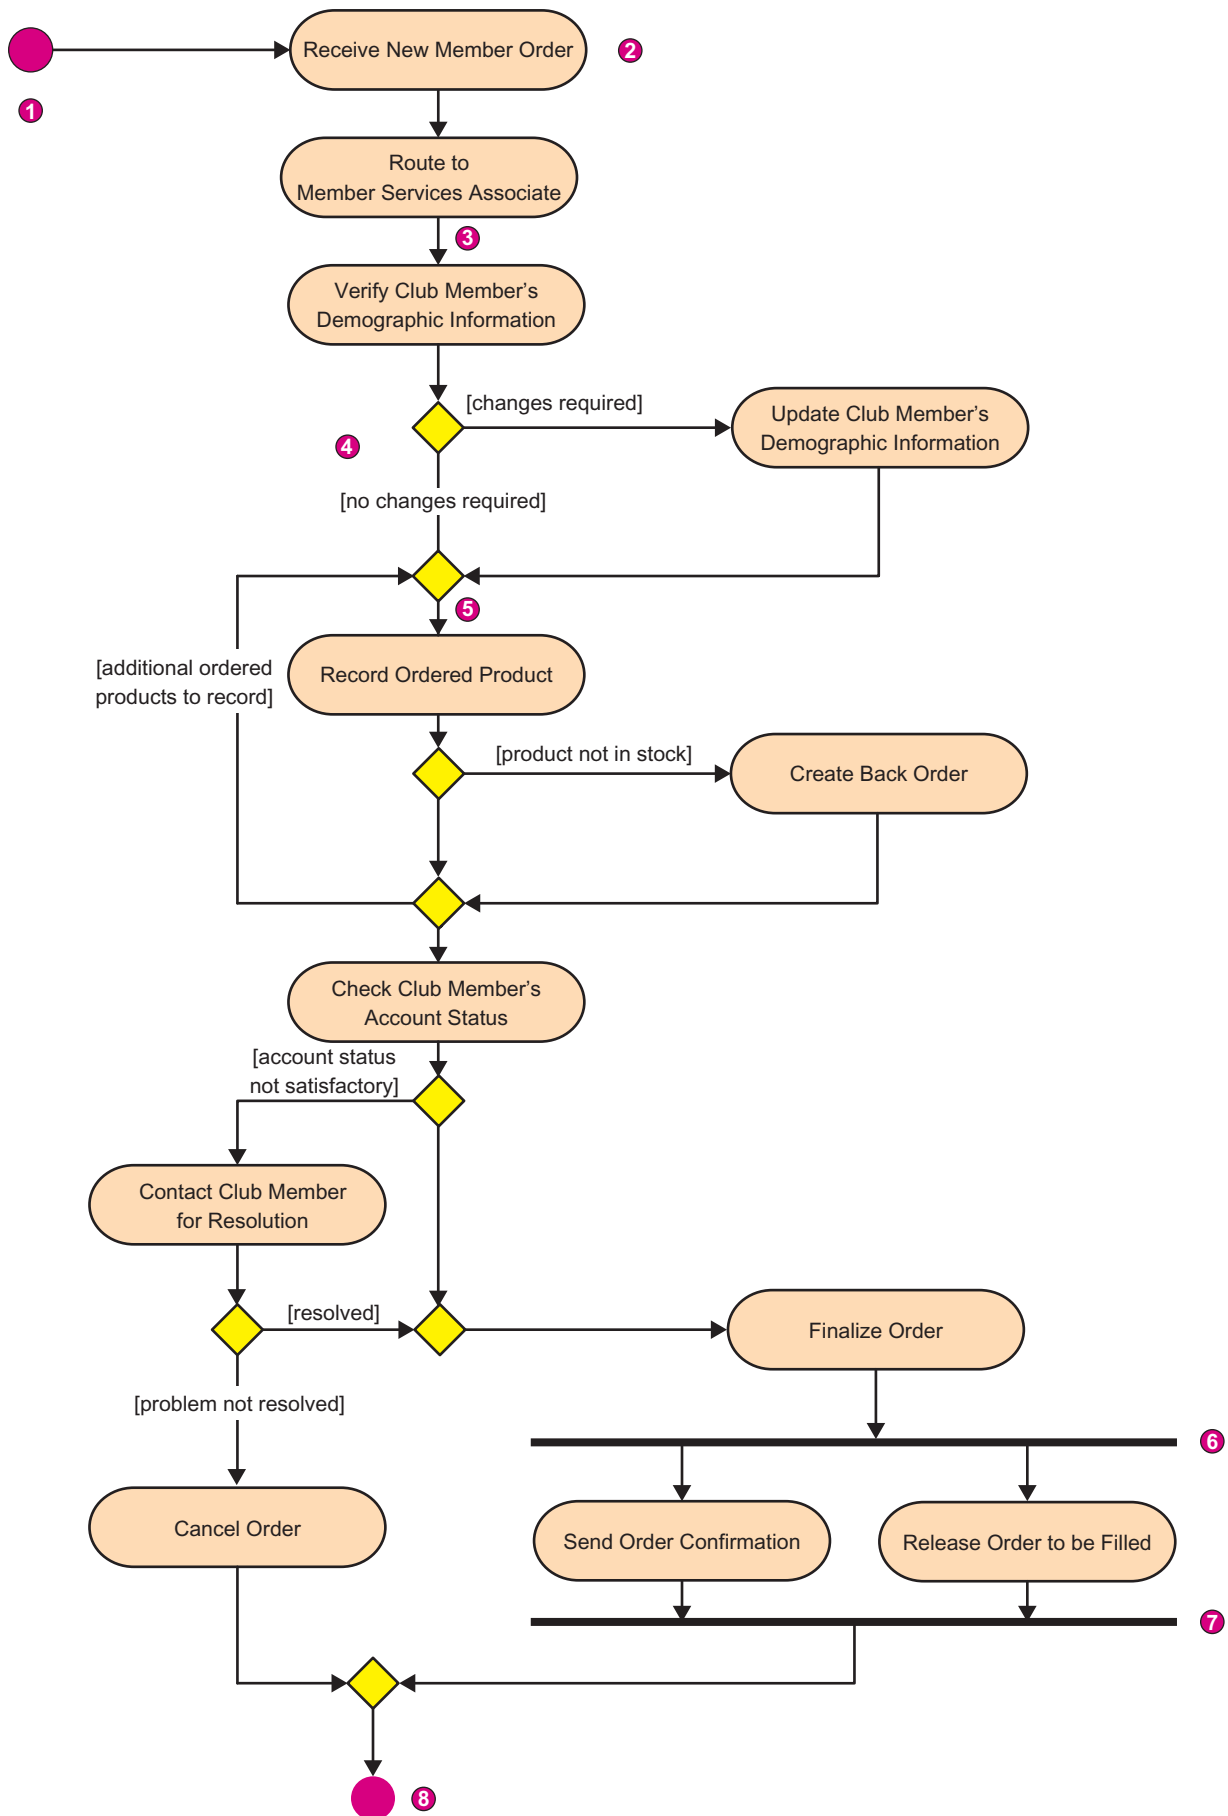 Receive New Member Order
2
1
Route to
Member Services Associate
3
Verify Club Member’s
Demographic Information
[changes required]
Update Club Member’s
Demographic Information
4
[no changes required]
5
[additional ordered
products to record]
Record Ordered Product
[product not in stock]
Create Back Order
Check Club Member’s
Account Status
[account status
not satisfactory]
Contact Club Member
for Resolution
[resolved]
Finalize Order
[problem not resolved]
6
Cancel Order
Send Order Confirmation
Release Order to be Filled
7
8